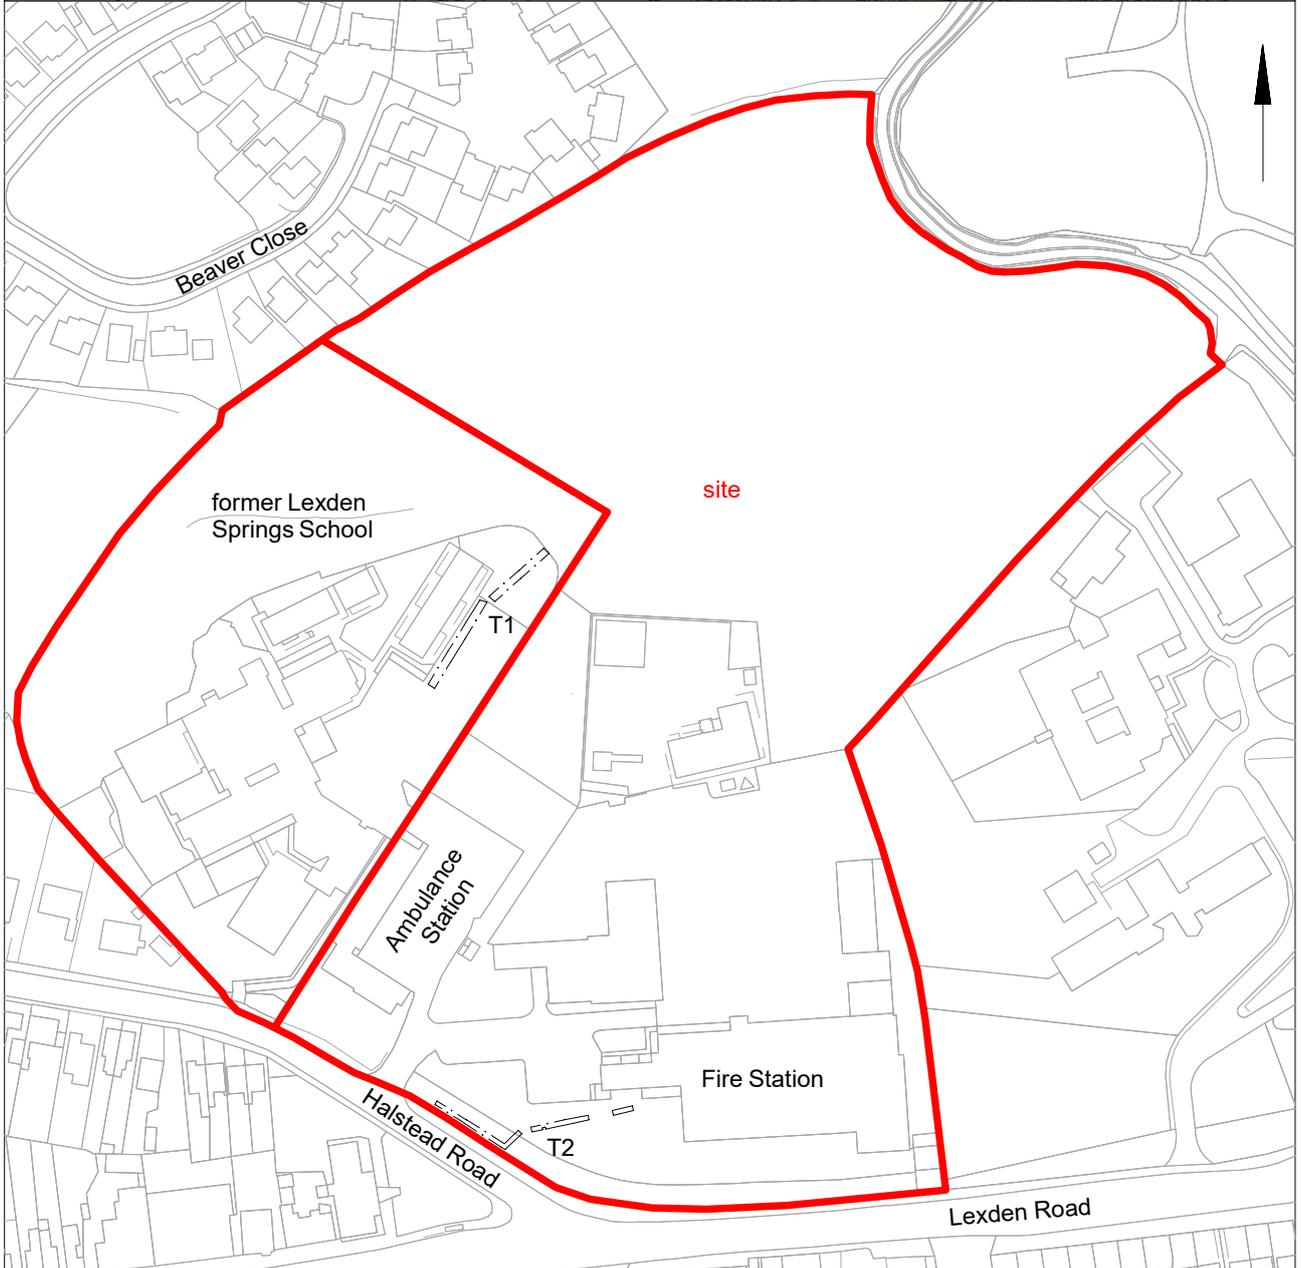 Beaver Close
former Lexden
Springs School
site
T1
Ambulance
Station
Fire Station
Halstead Road
T2
Lexden Road